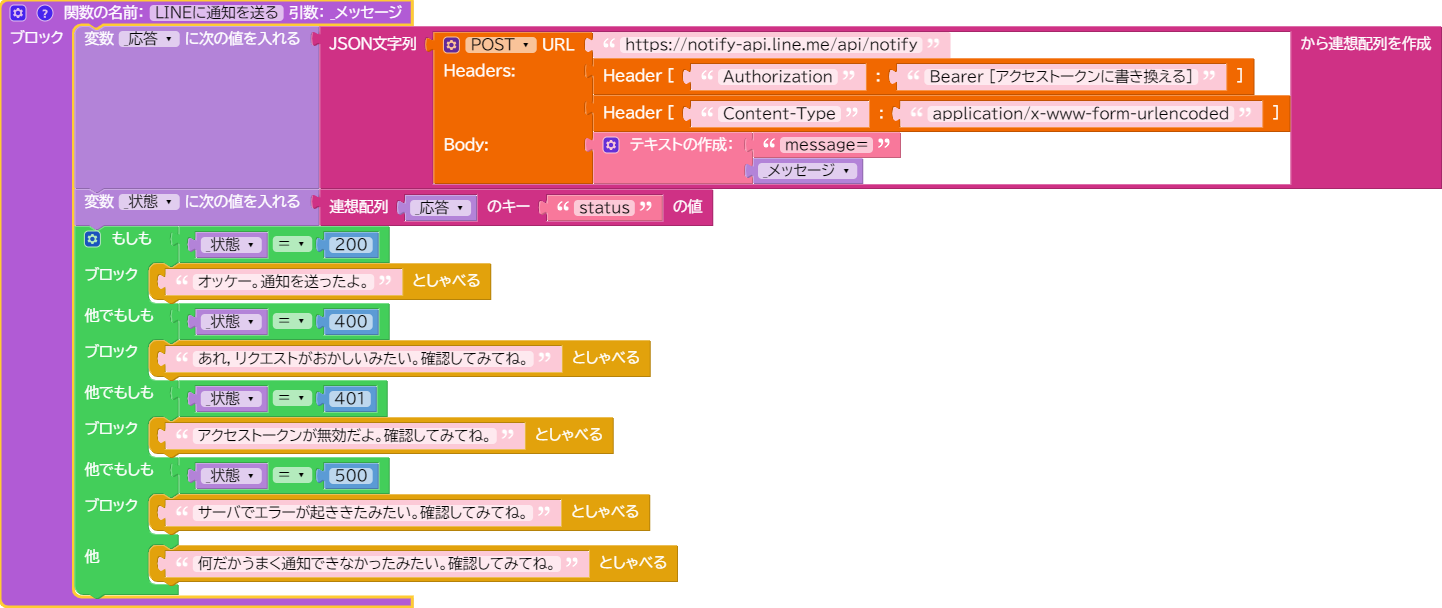 関数の名前: LINEに通知を送る 引数: _メッセージ
ブロック 変数 _応答 に次の値を入れる JSON文字列 POST URL “ https://notify-api.line.me/api/notify ” から連想配列を作成
Headers: Header [ “ Authorization ” : “ Bearer [アクセストークンに書き換える] ” ]
Header [ “ Content-Type ” : “ application/x-www-form-urlencoded ” ]
Body: テキストの作成: “ message= ”
_メッセージ
変数 _状態 に次の値を入れる 連想配列 _応答 のキー “ status ” の値
もしも _状態 = 200
ブロック “ オッケー。通知を送ったよ。 ” としゃべる
他でもしも _状態 = 400
ブロック “ あれ,リクエストがおかしいみたい。確認してみてね。 ” としゃべる
他でもしも _状態 = 401
ブロック “ アクセストークンが無効だよ。確認してみてね。 ” としゃべる
他でもしも _状態 = 500
ブロック “ サーバでエラーが起ききたみたい。確認してみてね。 ” としゃべる
他 “ 何だかうまく通知できなかったみたい。確認してみてね。 ” としゃべる